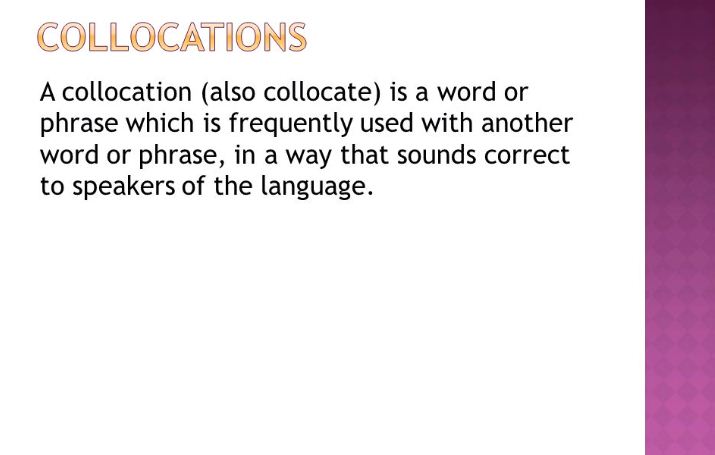 COLLOCATIONS
A collocation (also collocate) is a word or
phrase which is frequently used with another
word or phrase, in a way that sounds correct
to speakers of the language.